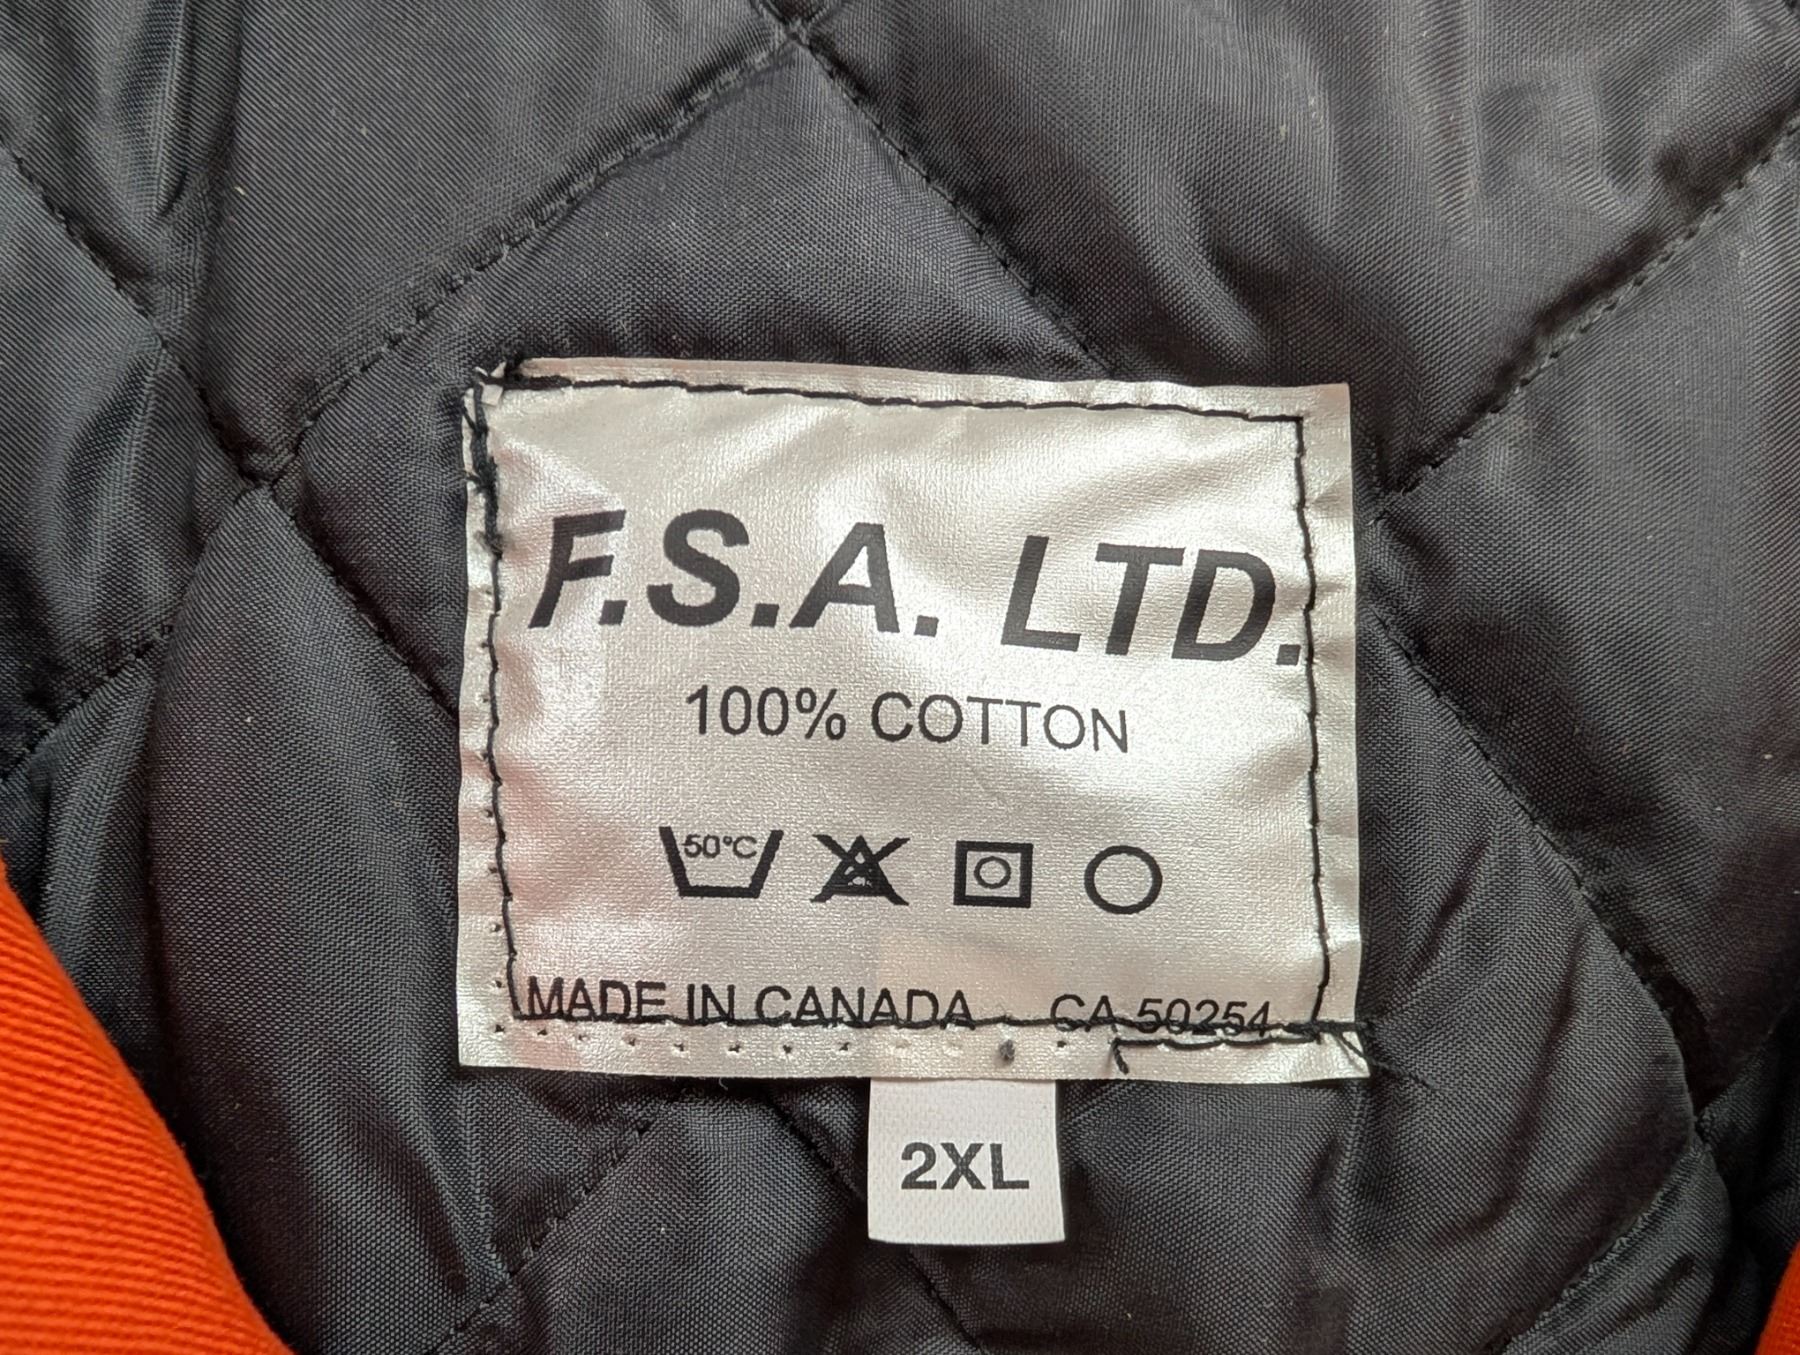 F.S.A. LTD.
100% COTTON
50°C
MADE IN CANADA CA 50254
2XL